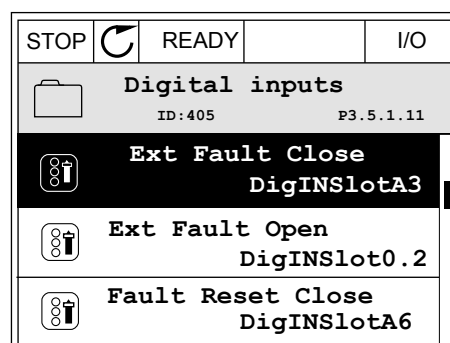 STOP READY I/O
Digital inputs
ID:405 P3.5.1.11
Ext Fault Close
DigINSlotA3
Ext Fault Open
DigINSlot0.2
Fault Reset Close
DigINSlotA6